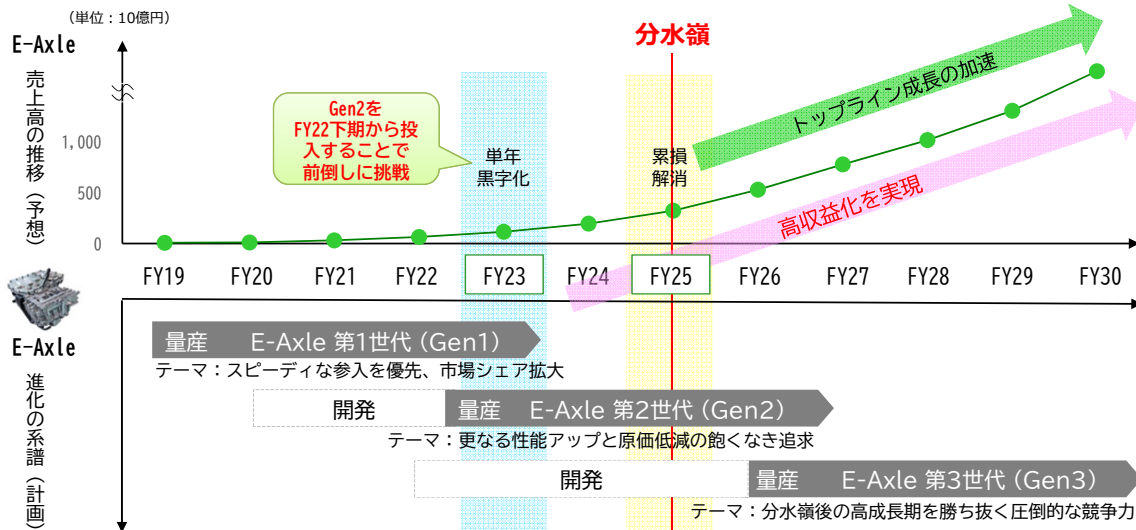 （単位：10億円）
E-Axle
売上高の推移（予想）
1,000
500
0
分水嶺
Gen2を
FY22下期から投
入することで
前倒しに挑戦
単年
黒字化
累損
解消
トップライン成長の加速
高収益化を実現
FY19 FY20 FY21 FY22 FY23 FY24 FY25 FY26 FY27 FY28 FY29 FY30
E-Axle
進化の系譜（計画）
量産 E-Axle 第1世代（Gen1）
テーマ：スピーディな参入を優先、市場シェア拡大
開発 量産 E-Axle 第2世代（Gen2）
テーマ：更なる性能アップと原価低減の飽くなき追求
開発 量産 E-Axle 第3世代（Gen3）
テーマ：分水嶺後の高成長期を勝ち抜く圧倒的な競争力